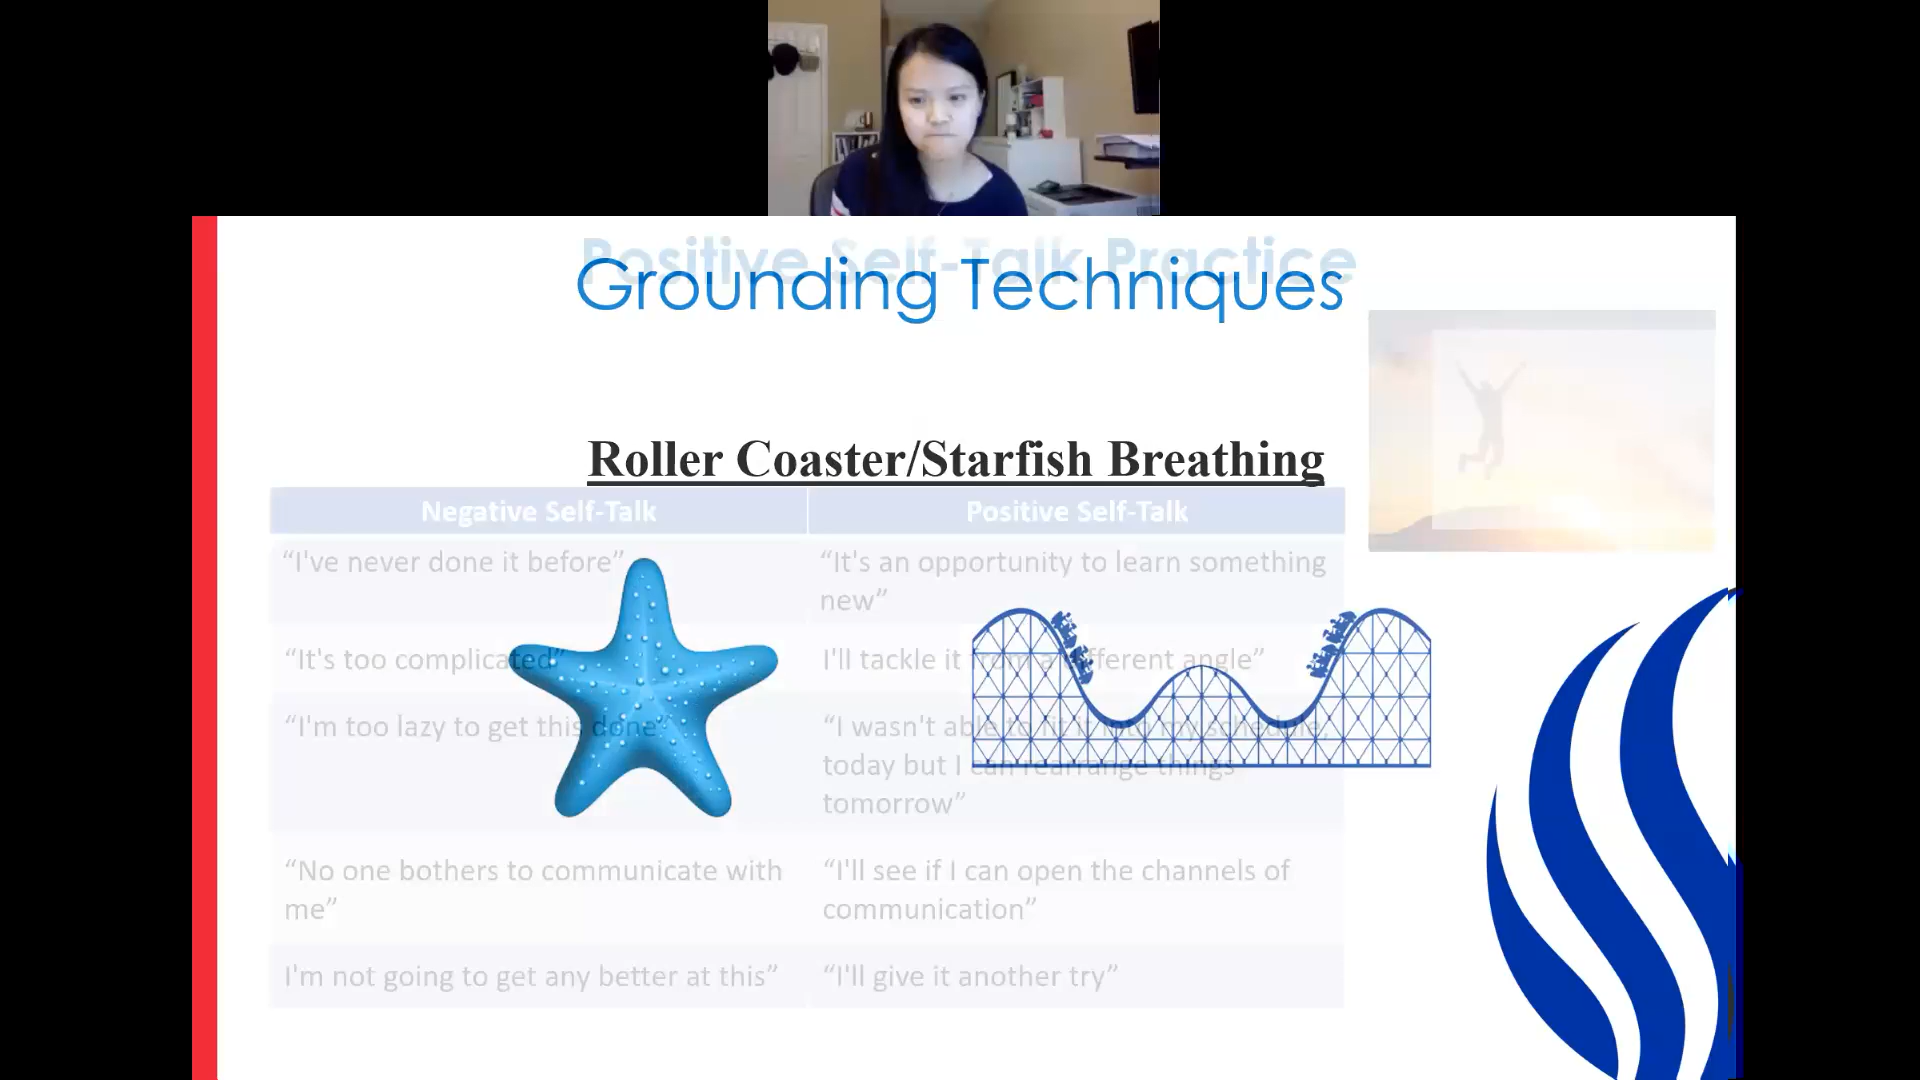 Positive Self-Talk Practice
Grounding Techniques
Roller Coaster/Starfish Breathing
Negative Self-Talk
Positive Self-Talk
“I've never done it before”
“It's an opportunity to learn something
new”
“It's too complicated”
I'll tackle it from a different angle”
“I'm too lazy to get this done”
“I wasn't able to fit it into my schedule,
today but I can rearrange things
tomorrow”
“No one bothers to communicate with
me”
“I'll see if I can open the channels of
communication”
I'm not going to get any better at this”
“I'll give it another try”